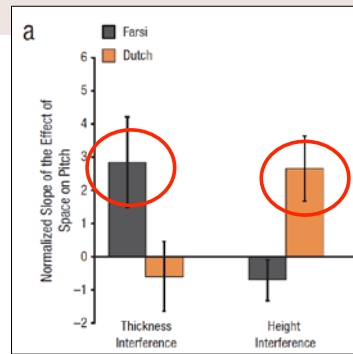 a
Farsi
Dutch
Normalized Slope of the Effect of
Space on Pitch
6
5
4
3
2
1
0
−1
−2
Thickness
Interference
Height
Interference